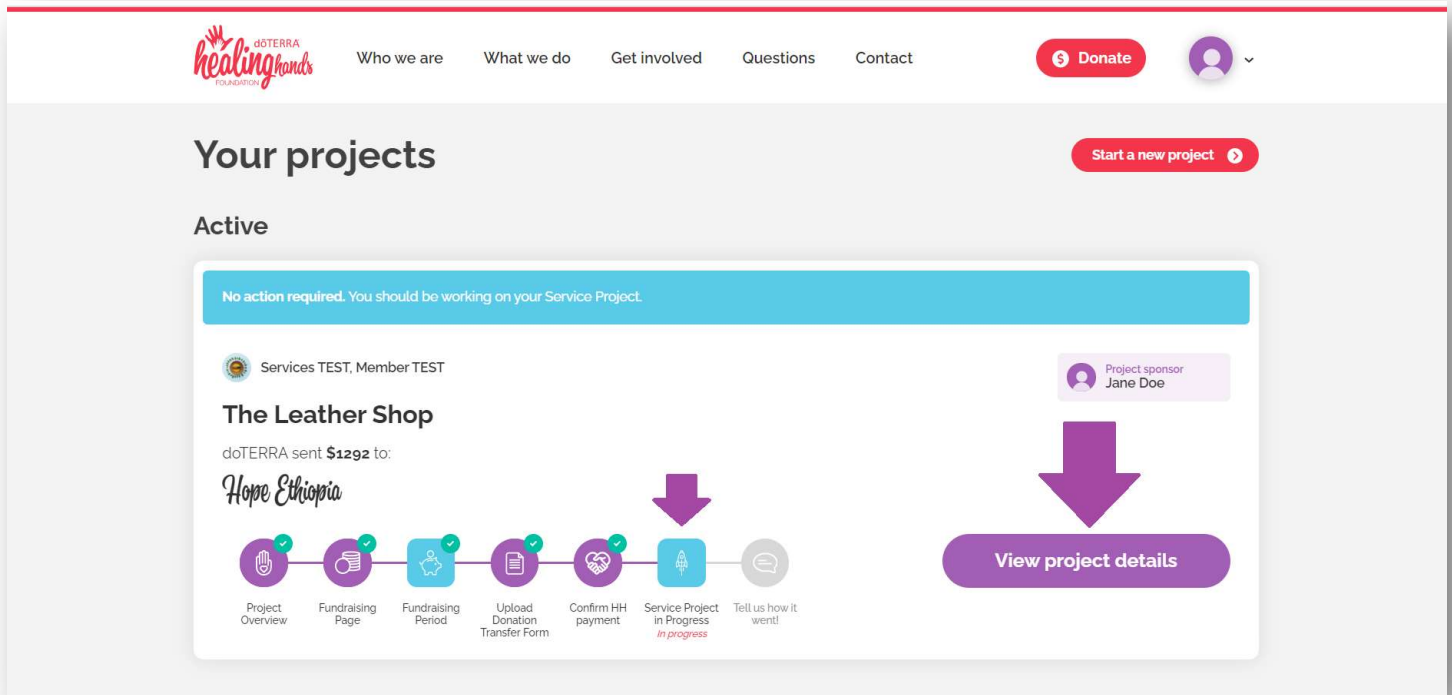 dōTERRA
healing hands
FOUNDATION
Who we are
What we do
Get involved
Questions
Contact
$ Donate
Your projects
Start a new project
Active
No action required. You should be working on your Service Project.
Services TEST, Member TEST
Project sponsor
Jane Doe
The Leather Shop
doTERRA sent $1292 to:
Hope Ethiopia
View project details
Project
Overview
Fundraising
Page
Fundraising
Period
Upload
Donation
Transfer Form
Confirm HH
payment
Service Project
in Progress
In progress
Tell us how it
went!